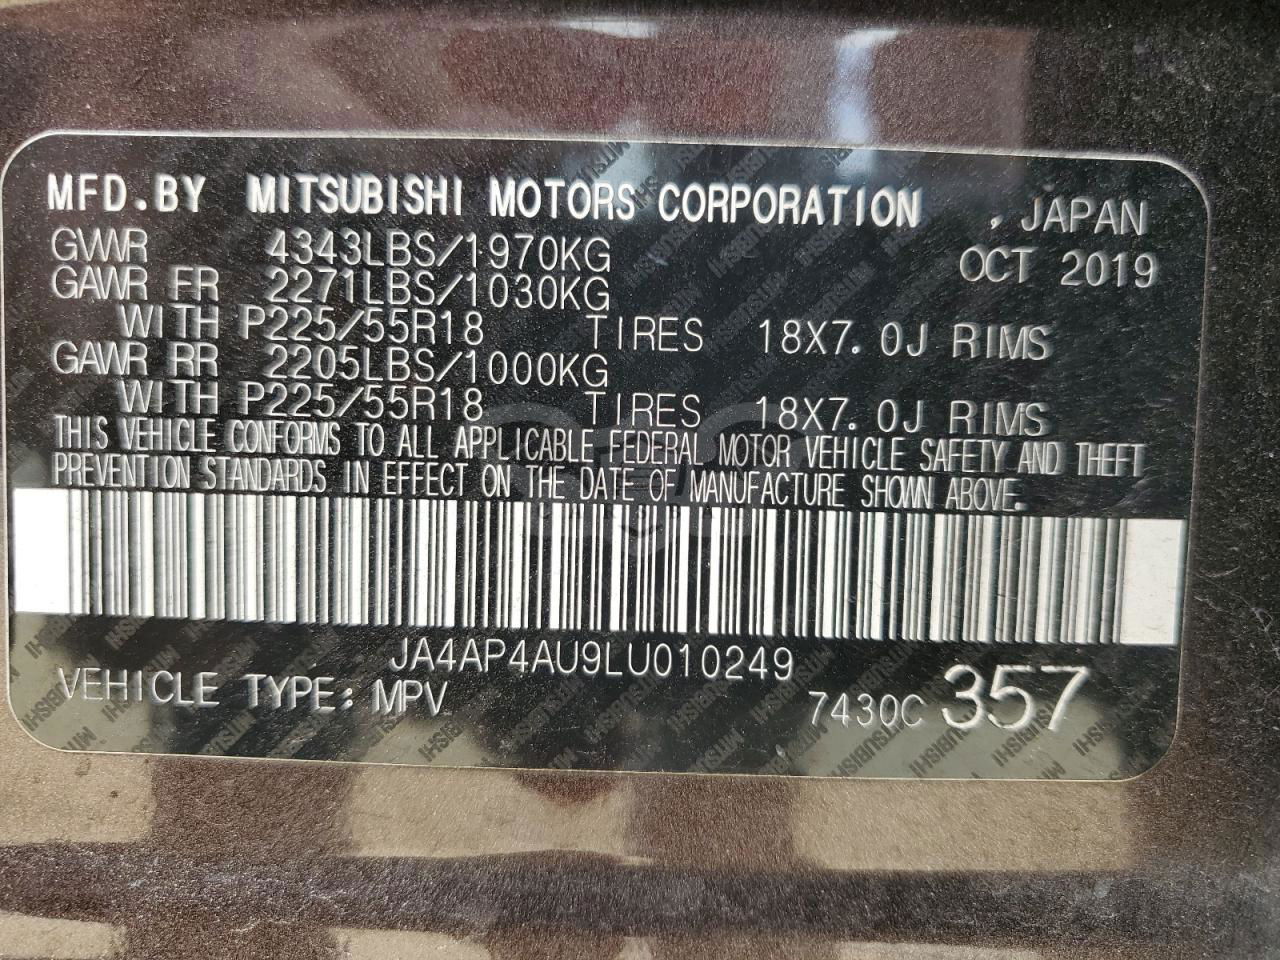 MFD.BY MITSUBISHI MOTORS CORPORATION , JAPAN
GVWR 4343LBS/1970KG OCT 2019
GAWR FR 2271LBS/1030KG
WITH P225/55R18 TIRES 18X7.0J RIMS
GAWR RR 2205LBS/1000KG
WITH P225/55R18 TIRES 18X7.0J RIMS
THIS VEHICLE CONFORMS TO ALL APPLICABLE FEDERAL MOTOR VEHICLE SAFETY AND THEFT
PREVENTION STANDARDS IN EFFECT ON THE DATE OF MANUFACTURE SHOWN ABOVE.
JA4AP4AU9LU010249
VEHICLE TYPE: MPV 7430C 357